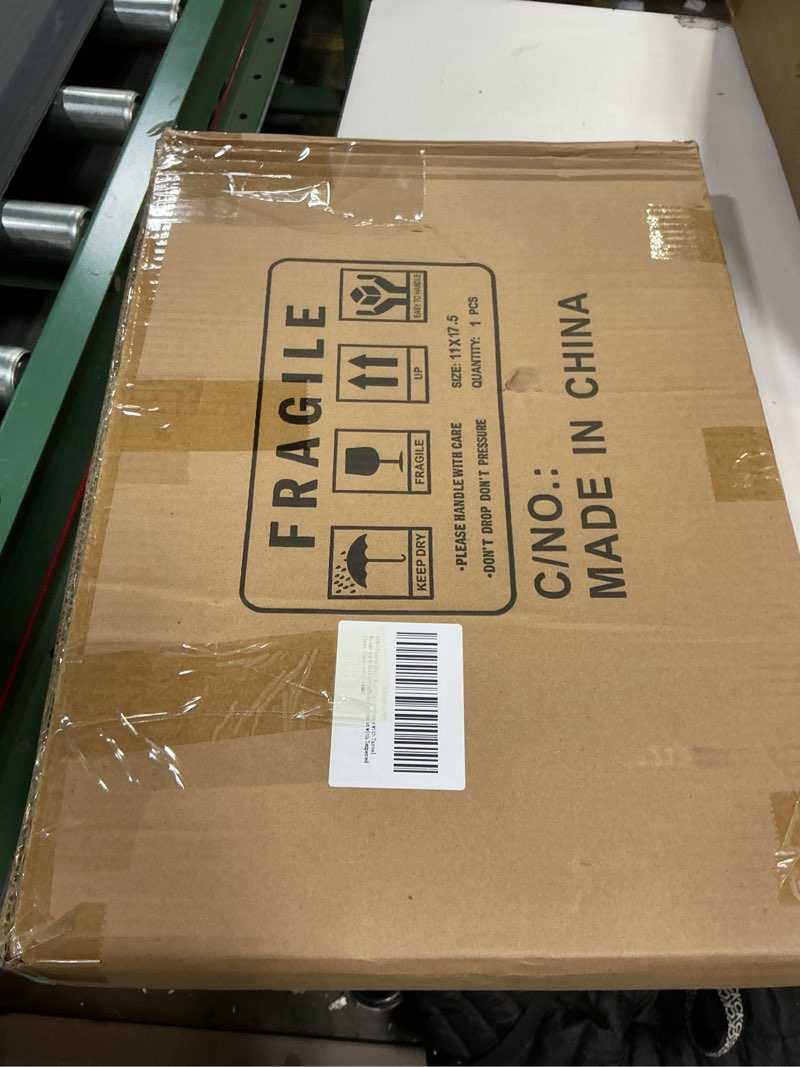 FRAGILE
KEEP DRY
FRAGILE
UP
EASY TO HANDLE
•PLEASE HANDLE WITH CARE
SIZE: 11X17.5
•DON'T DROP DON'T PRESSURE
QUANTITY: 1 PCS
C/NO.:
MADE IN CHINA